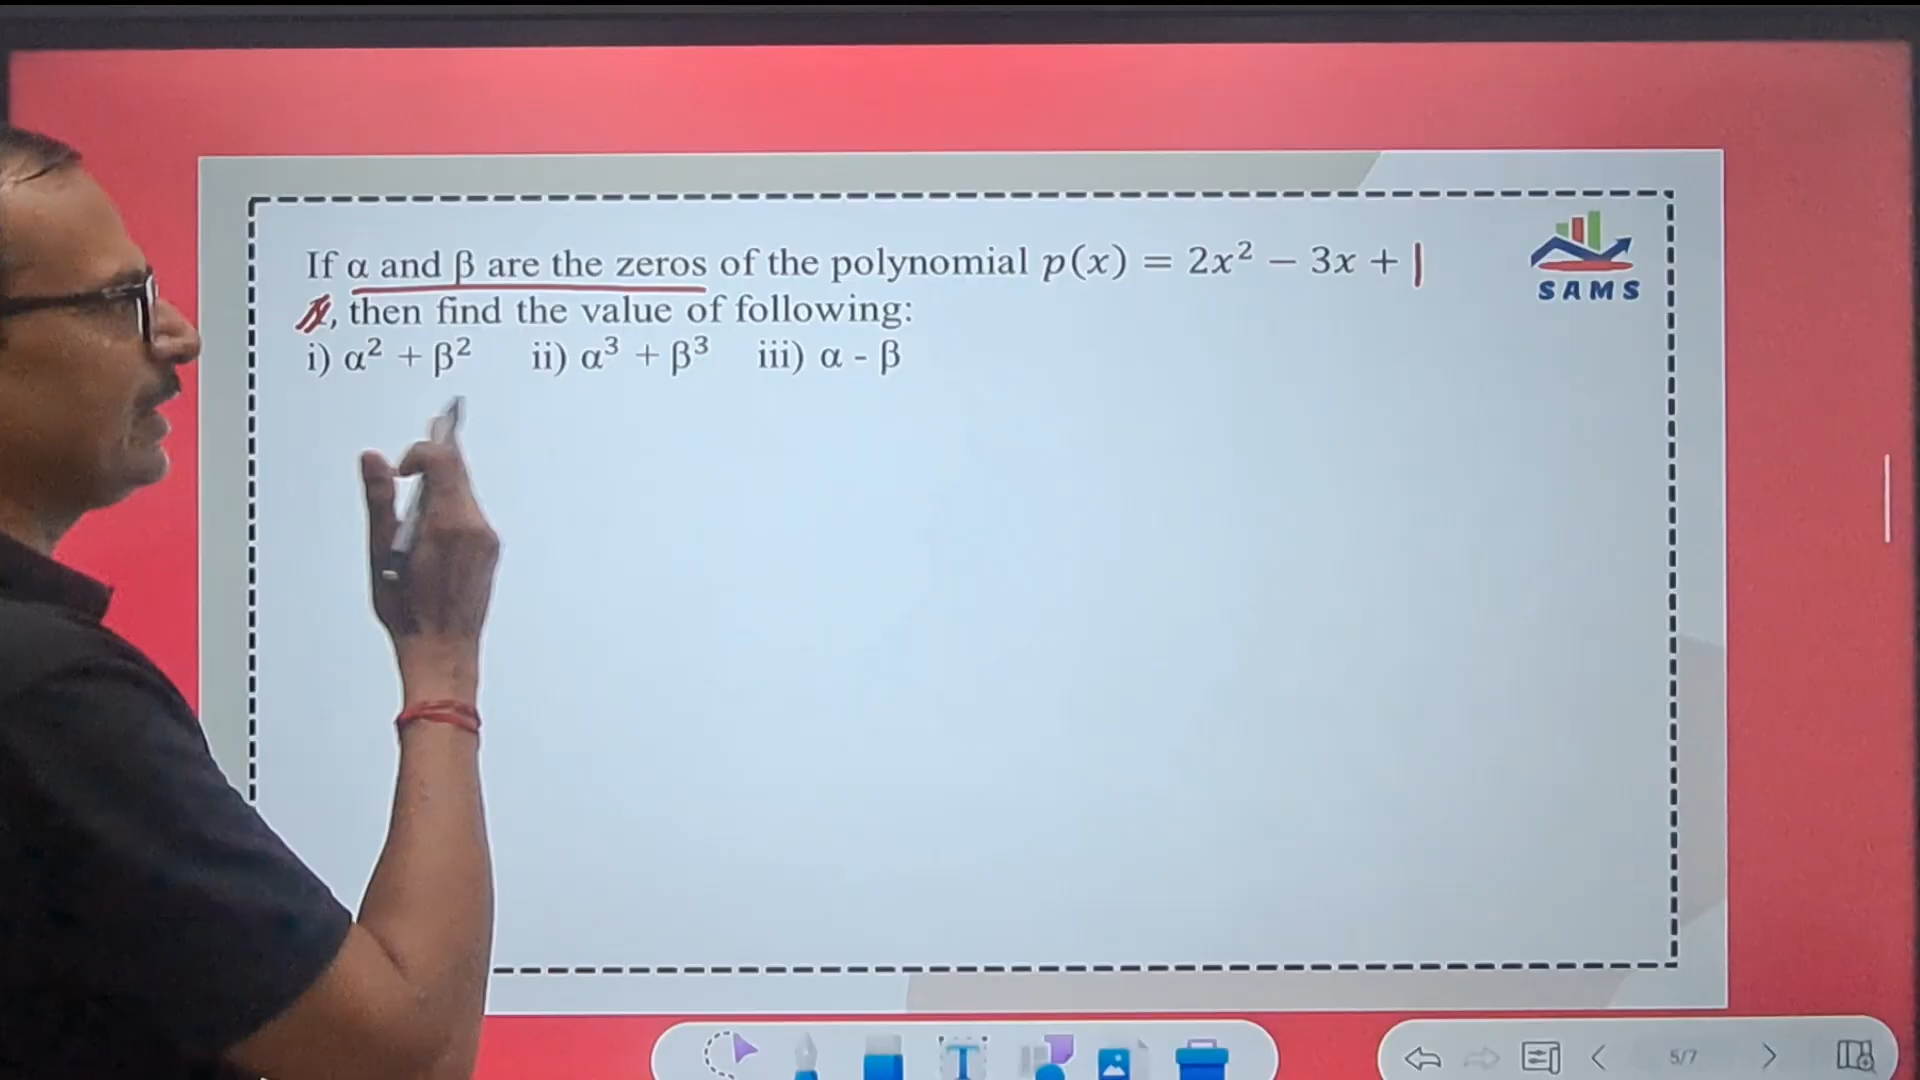 If α and β are the zeros of the polynomial p(x) = 2x² − 3x + 1
, then find the value of following:
i) α² + β² ii) α³ + β³ iii) α - β
SAMS
T
5/7